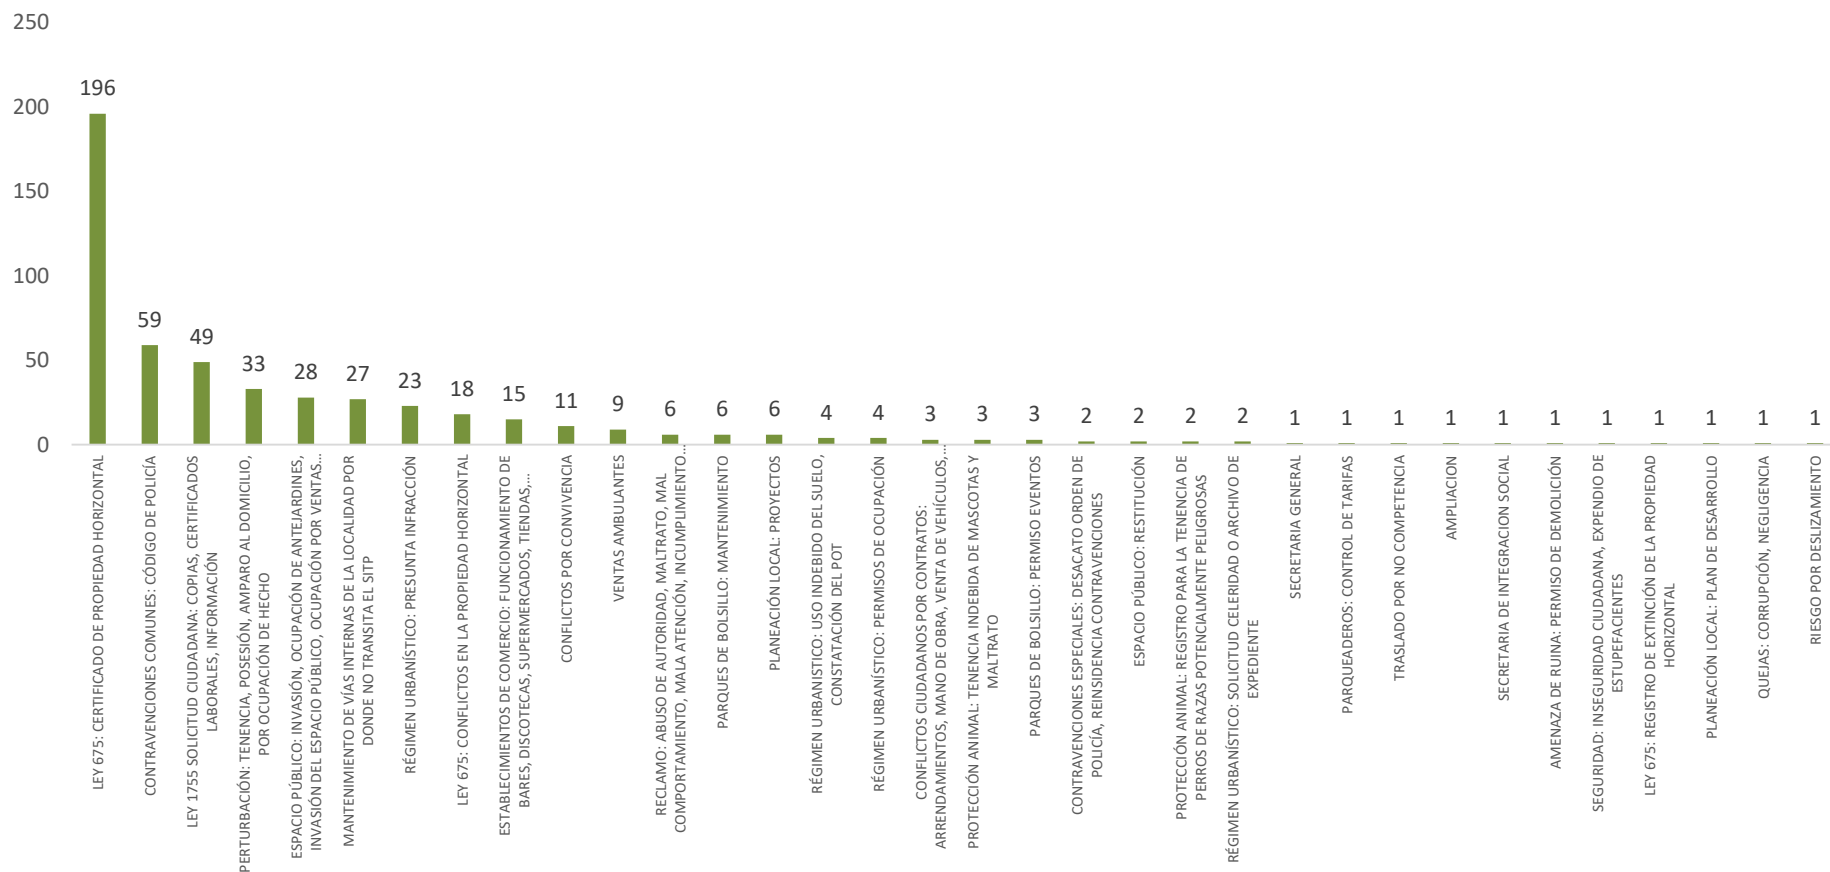 250
200
150
100
50
0
196
59
49
33
28
27
23
18
15
11
9
6
6
6
4
4
3
3
3
2
2
2
2
1
1
1
1
1
1
1
1
1
1
1
LEY 675: CERTIFICADO DE PROPIEDAD HORIZONTAL
CONTRAVENCIONES COMUNES: CÓDIGO DE POLICÍA
LEY 1755 SOLICITUD CIUDADANA: COPIAS, CERTIFICADOS
LABORALES, INFORMACIÓN
PERTURBACIÓN: TENENCIA, POSESIÓN, AMPARO AL DOMICILIO,
POR OCUPACIÓN DE HECHO
ESPACIO PÚBLICO: INVASIÓN, OCUPACIÓN DE ANTEJARDINES,
INVASIÓN DEL ESPACIO PÚBLICO, OCUPACIÓN POR VENTAS…
MANTENIMIENTO DE VÍAS INTERNAS DE LA LOCALIDAD POR
DONDE NO TRANSITA EL SITP
RÉGIMEN URBANÍSTICO: PRESUNTA INFRACCIÓN
LEY 675: CONFLICTOS EN LA PROPIEDAD HORIZONTAL
ESTABLECIMIENTOS DE COMERCIO: FUNCIONAMIENTO DE
BARES, DISCOTECAS, SUPERMERCADOS, TIENDAS,…
CONFLICTOS POR CONVIVENCIA
VENTAS AMBULANTES
RECLAMO: ABUSO DE AUTORIDAD, MALTRATO, MAL
COMPORTAMIENTO, MALA ATENCIÓN, INCUMPLIMIENTO…
PARQUES DE BOLSILLO: MANTENIMIENTO
PLANEACIÓN LOCAL: PROYECTOS
RÉGIMEN URBANISTICO: USO INDEBIDO DEL SUELO,
CONSTATACIÓN DEL POT
RÉGIMEN URBANÍSTICO: PERMISOS DE OCUPACIÓN
CONFLICTOS CIUDADANOS POR CONTRATOS:
ARRENDAMIENTOS, MANO DE OBRA, VENTA DE VEHÍCULOS,…
PROTECCIÓN ANIMAL: TENENCIA INDEBIDA DE MASCOTAS Y
MALTRATO
PARQUES DE BOLSILLO: PERMISO EVENTOS
CONTRAVENCIONES ESPECIALES: DESACATO ORDEN DE
POLICÍA, REINSIDENCIA CONTRAVENCIONES
ESPACIO PÚBLICO: RESTITUCIÓN
PROTECCIÓN ANIMAL: REGISTRO PARA LA TENENCIA DE
PERROS DE RAZAS POTENCIALMENTE PELIGROSAS
RÉGIMEN URBANÍSTICO: SOLICITUD CELERIDAD O ARCHIVO DE
EXPEDIENTE
SECRETARIA GENERAL
PARQUEADEROS: CONTROL DE TARIFAS
TRASLADO POR NO COMPETENCIA
AMPLIACION
SECRETARIA DE INTEGRACION SOCIAL
AMENAZA DE RUINA: PERMISO DE DEMOLICIÓN
SEGURIDAD: INSEGURIDAD CIUDADANA, EXPENDIO DE
ESTUPEFACIENTES
LEY 675: REGISTRO DE EXTINCIÓN DE LA PROPIEDAD
HORIZONTAL
PLANEACIÓN LOCAL: PLAN DE DESARROLLO
QUEJAS: CORRUPCIÓN, NEGLIGENCIA
RIESGO POR DESLIZAMIENTO